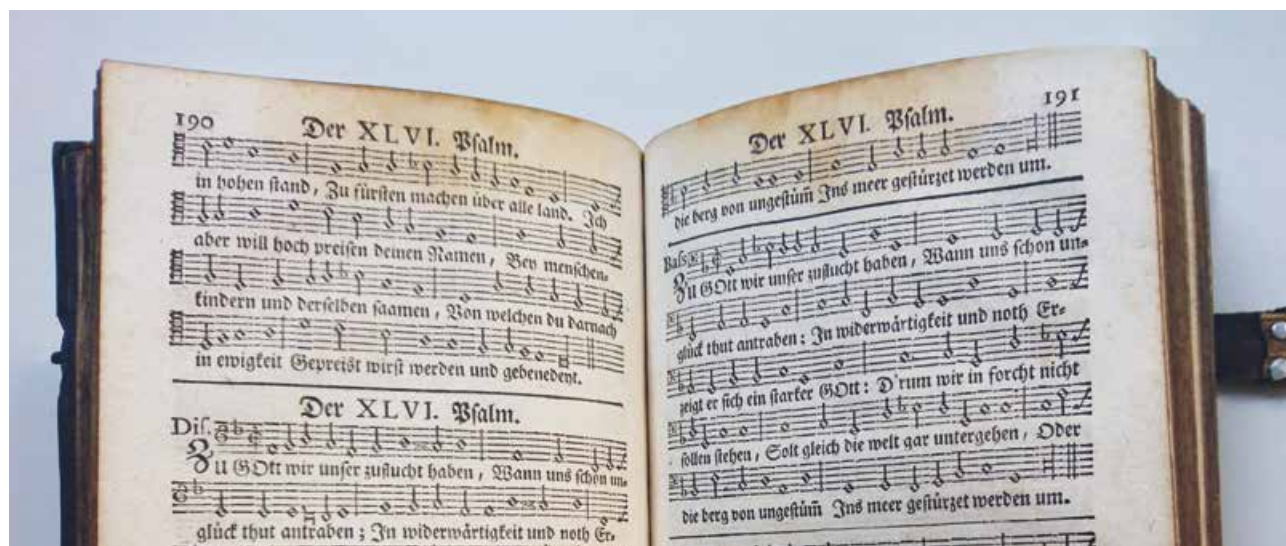 190
Der XLVI. Psalm.
in hohen stand, Zu fürsten machen über alle land. Ich
aber will hoch preisen deinen Namen, Bey menschen-
kindern und derselben saamen, Von welchen du darnach
in ewigkeit Gepreist wirst werden und gebenedeyt.
Der XLVI. Psalm.
Dis.
Zu GOtt wir unser zuflucht haben, Wann uns schon un-
glück thut antraben; In widerwärtigkeit und noth Er-
191
Der XLVI. Psalm.
die berg von ungestüm̃ Ins meer gestürzet werden um.
Bass
Zu GOtt wir unser zuflucht haben, Wann uns schon un-
glück thut antraben: In widerwärtigkeit und noth Er-
zeigt er sich ein starker GOtt: D'rum wir in forcht nicht
sollen stehen, Solt gleich die welt gar untergehen, Oder
die berg von ungestüm̃ Ins meer gestürzet werden um.